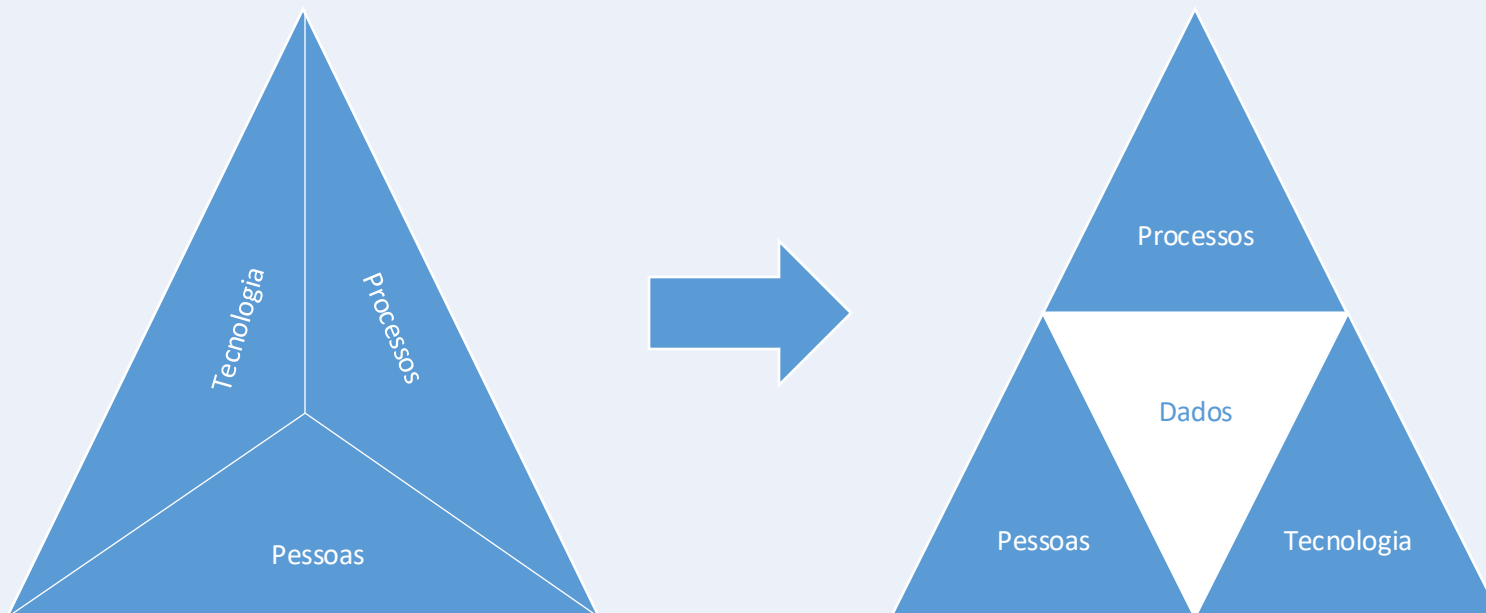 Tecnologia
Processos
Pessoas
Processos
Dados
Pessoas
Tecnologia